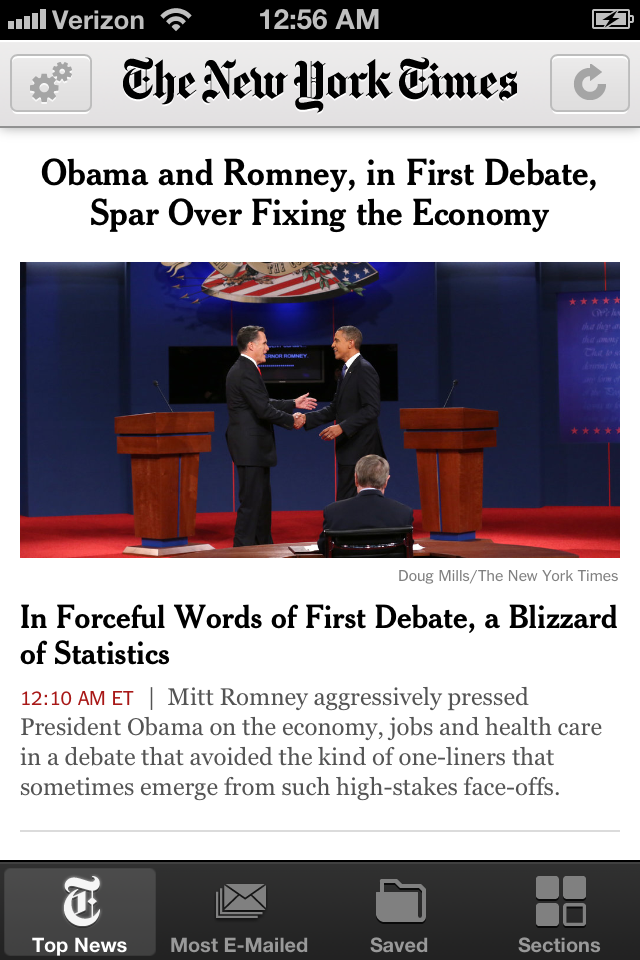 Verizon 12:56 AM
The New York Times
Obama and Romney, in First Debate,
Spar Over Fixing the Economy
THE
ERNOR ROMNEY
Doug Mills/The New York Times
In Forceful Words of First Debate, a Blizzard
of Statistics
12:10 AM ET | Mitt Romney aggressively pressed
President Obama on the economy, jobs and health care
in a debate that avoided the kind of one-liners that
sometimes emerge from such high-stakes face-offs.
T
Top News Most E-Mailed Saved Sections